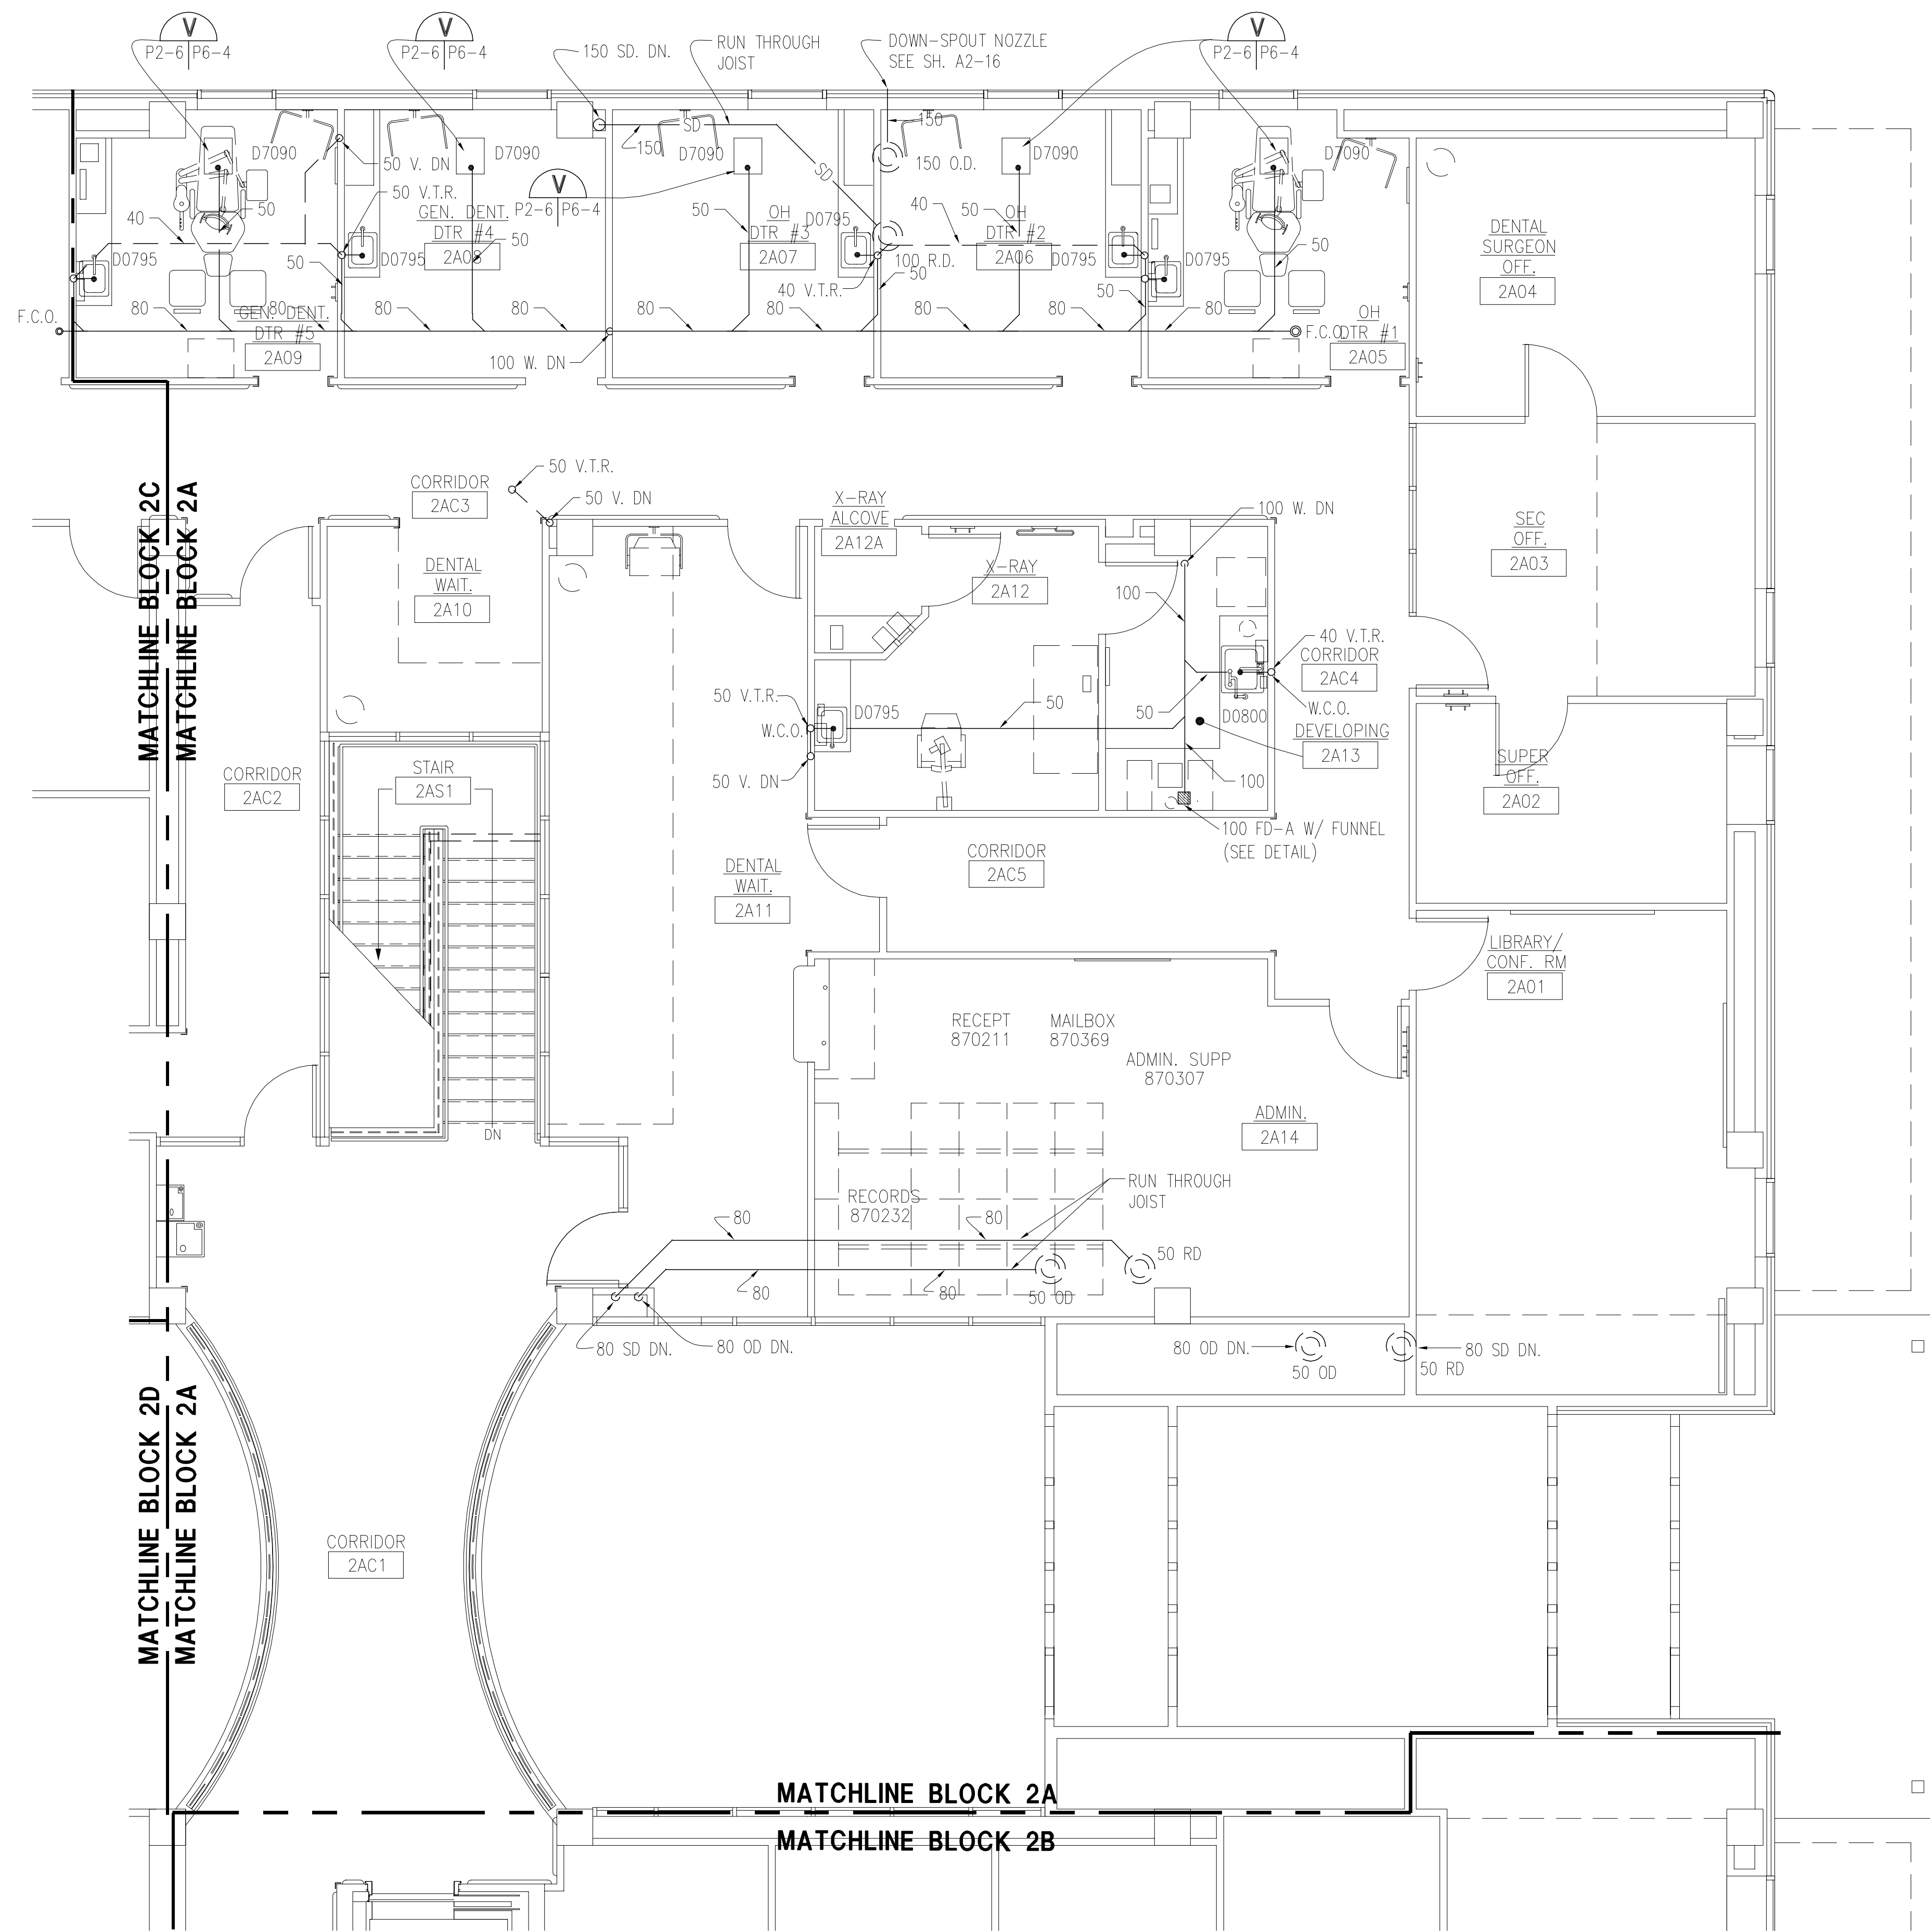 V
P2-6 P6-4
V
P2-6 P6-4
150 SD. DN.
RUN THROUGH
JOIST
DOWN-SPOUT NOZZLE
SEE SH. A2-16
V
P2-6 P6-4
D7090
50 V. DN
D7090
V
P2-6 P6-4
SD
150
D7090
SD
150
150 O.D.
D7090
D7090
40
50
50 V.T.R.
GEN. DENT.
DTR #4
2A08
50
D0795
50
D0795
50
OH
DTR #3
2A07
D0795
40
50
OH
DTR #2
2A06
100 R.D.
50
40 V.T.R.
D0795
50
D0795
50
F.C.O.
80
GEN. DENT.
DTR #5
2A09
80
80
80
100 W. DN
80
80
80
80
80
F.C.O.
OH
DTR #1
2A05
DENTAL
SURGEON
OFF.
2A04
CORRIDOR
2AC3
50 V.T.R.
50 V. DN
X-RAY
ALCOVE
2A12A
100 W. DN
SEC
OFF.
2A03
DENTAL
WAIT.
2A10
X-RAY
2A12
100
40 V.T.R.
CORRIDOR
2AC4
W.C.O.
MATCHLINE BLOCK 2C
MATCHLINE BLOCK 2A
50 V.T.R.
W.C.O.
D0795
50
50
D0800
DEVELOPING
2A13
50 V. DN
100
SUPER
OFF.
2A02
CORRIDOR
2AC2
STAIR
2AS1
100 FD-A W/ FUNNEL
(SEE DETAIL)
DENTAL
WAIT.
2A11
CORRIDOR
2AC5
LIBRARY/
CONF. RM
2A01
RECEPT
870211
MAILBOX
870369
ADMIN. SUPP
870307
ADMIN.
2A14
DN
RUN THROUGH
JOIST
RECORDS
870232
80
80
50 RD
80
80
50 OD
80 SD DN.
80 OD DN.
80 OD DN.
50 OD
80 SD DN.
50 RD
MATCHLINE BLOCK 2D
MATCHLINE BLOCK 2A
CORRIDOR
2AC1
MATCHLINE BLOCK 2A
MATCHLINE BLOCK 2B